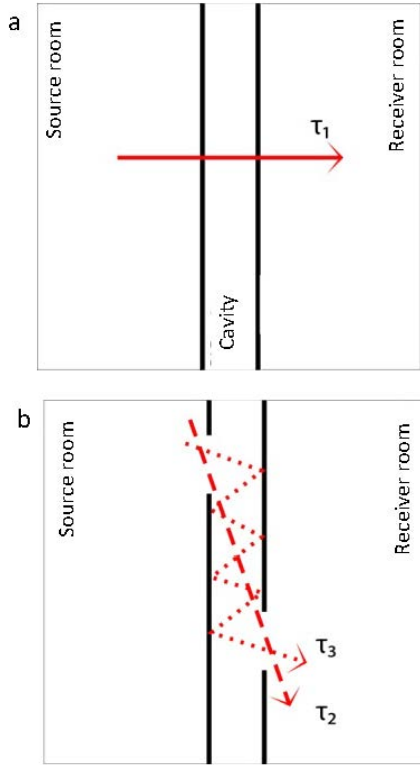 a
Source room
τ1
Receiver room
Cavity
b
Source room
Receiver room
τ3
τ2